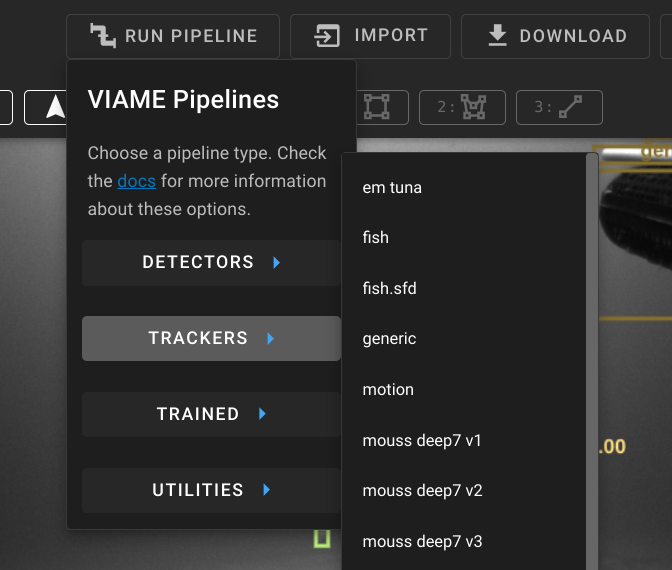 RUN PIPELINE
IMPORT
DOWNLOAD
2:
3:
VIAME Pipelines
Choose a pipeline type. Check
the docs for more information
about these options.
DETECTORS
TRACKERS
TRAINED
UTILITIES
em tuna
fish
fish.sfd
generic
motion
mouss deep7 v1
mouss deep7 v2
mouss deep7 v3
.00